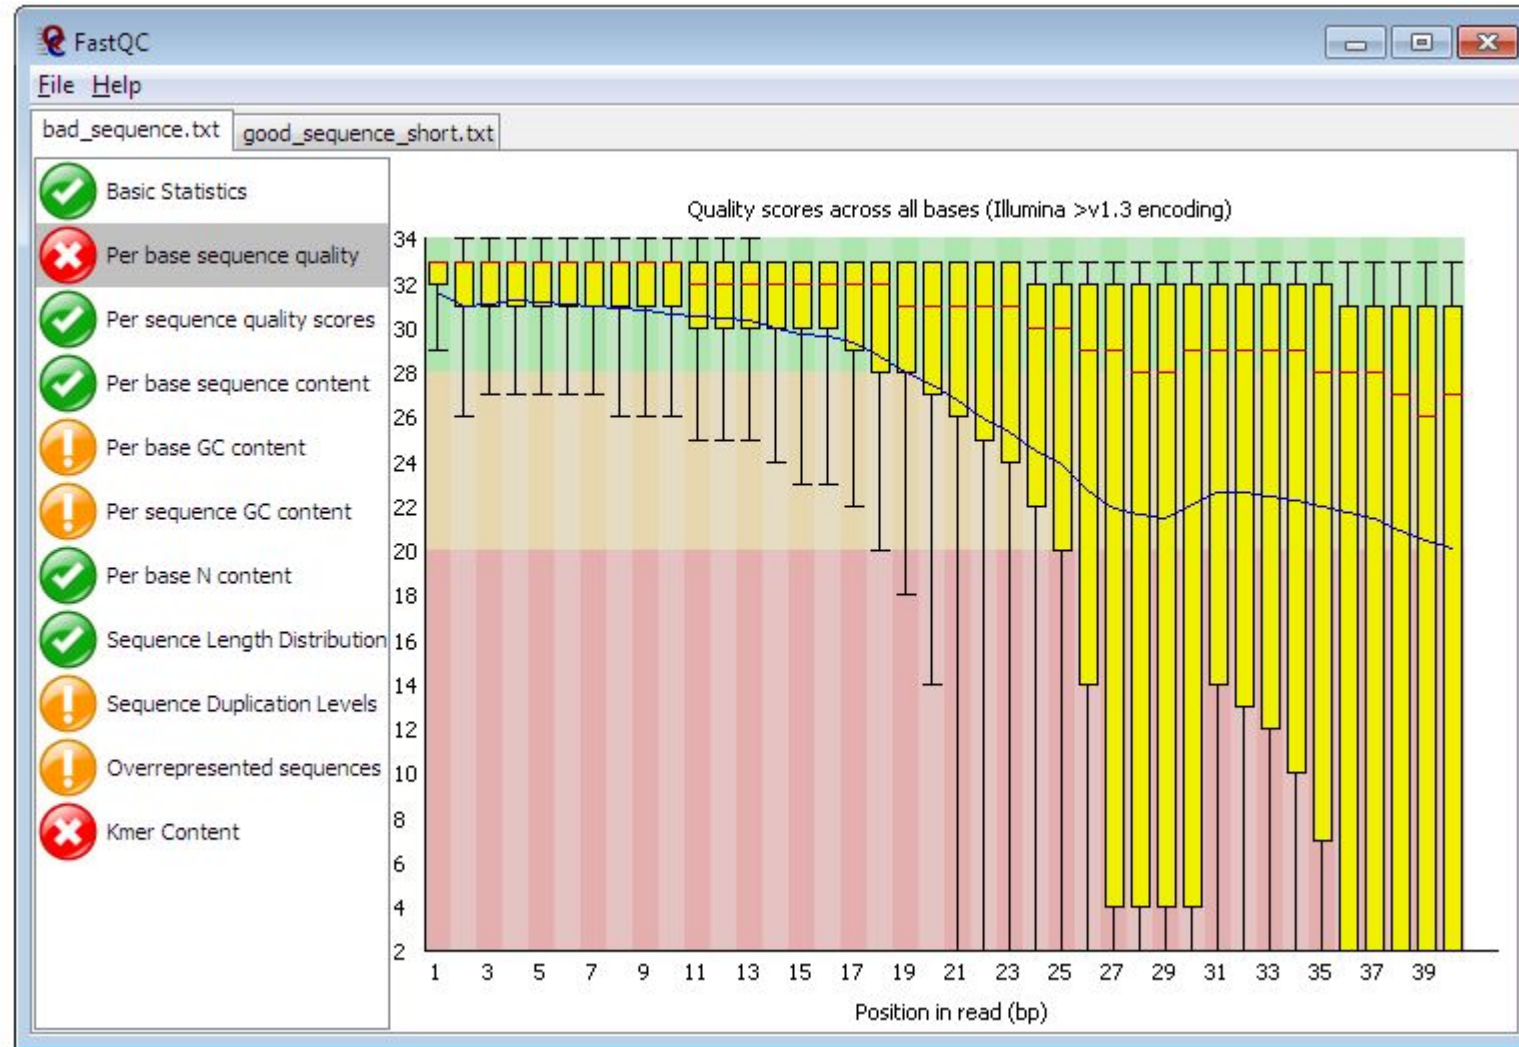 FastQC
File Help
bad_sequence.txt good_sequence_short.txt
Basic Statistics
Per base sequence quality
Per sequence quality scores
Per base sequence content
Per base GC content
Per sequence GC content
Per base N content
Sequence Length Distribution
Sequence Duplication Levels
Overrepresented sequences
Kmer Content
Quality scores across all bases (Illumina >v1.3 encoding)
34
32
30
28
26
24
22
20
18
16
14
12
10
8
6
4
2
1 3 5 7 9 11 13 15 17 19 21 23 25 27 29 31 33 35 37 39
Position in read (bp)